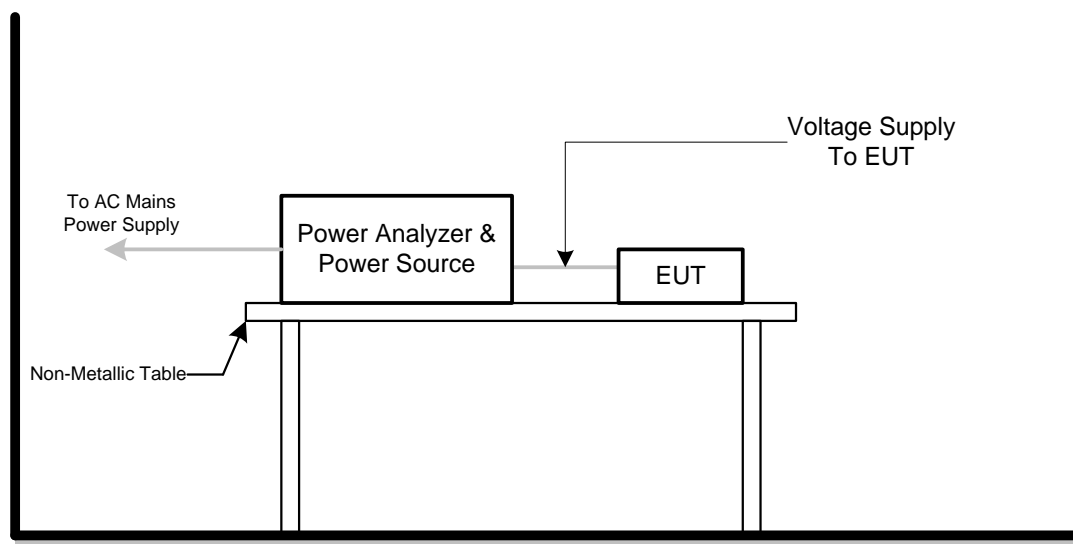 Voltage Supply
To EUT
To AC Mains
Power Supply
Power Analyzer &
Power Source
EUT
Non-Metallic Table